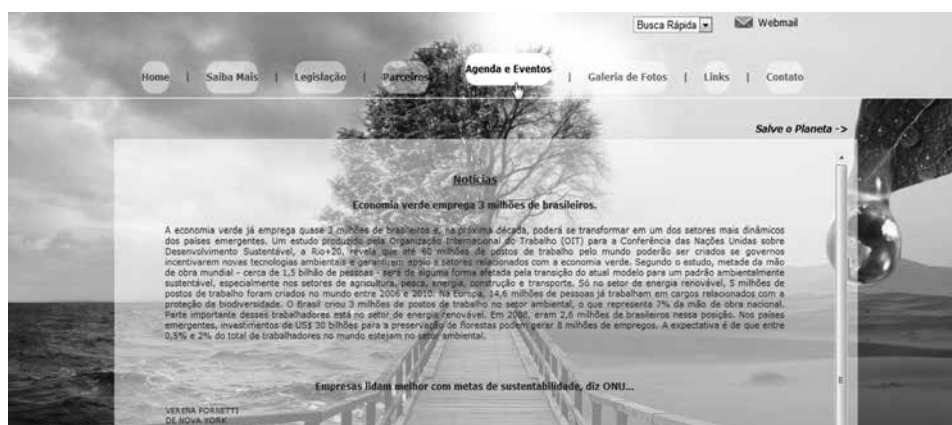 Busca Rápida
Webmail
Home | Saiba Mais | Legislação | Parceiros | Agenda e Eventos | Galeria de Fotos | Links | Contato
Salve o Planeta ->
Notícias
Economia verde emprega 3 milhões de brasileiros.
A economia verde já emprega quase 3 milhões de brasileiros e, na próxima década, poderá se transformar em um dos setores mais dinâmicos
dos países emergentes. Um estudo produzido pela Organização Internacional do Trabalho (OIT) para a Conferência das Nações Unidas sobre
Desenvolvimento Sustentável, a Rio+20, revela que até 60 milhões de postos de trabalho pelo mundo poderão ser criados se governos
incentivarem novas tecnologias ambientais e garantirem apoio a setores relacionados com a economia verde. Segundo o estudo, metade da mão
de obra mundial - cerca de 1,5 bilhão de pessoas - será de alguma forma afetada pela transição do atual modelo para um padrão ambientalmente
sustentável, especialmente nos setores de agricultura, pesca, energia, construção e transporte. Só no setor de energia renovável, 5 milhões de
postos de trabalho foram criados no mundo entre 2006 e 2010. Na Europa, 14,6 milhões de pessoas já trabalham em cargos relacionados com a
proteção da biodiversidade. O Brasil criou 3 milhões de postos de trabalho no setor ambiental, o que representa 7% da mão de obra nacional.
Parte importante desses trabalhadores está no setor de energia renovável. Em 2008, eram 2,6 milhões de brasileiros nessa posição. Nos países
emergentes, investimentos de US$ 30 bilhões para a preservação de florestas podem gerar 8 milhões de empregos. A expectativa é de que entre
0,5% e 2% do total de trabalhadores no mundo estejam no setor ambiental.
Empresas lidam melhor com metas de sustentabilidade, diz ONU...
VERENA FORNETTI
DE NOVA YORK